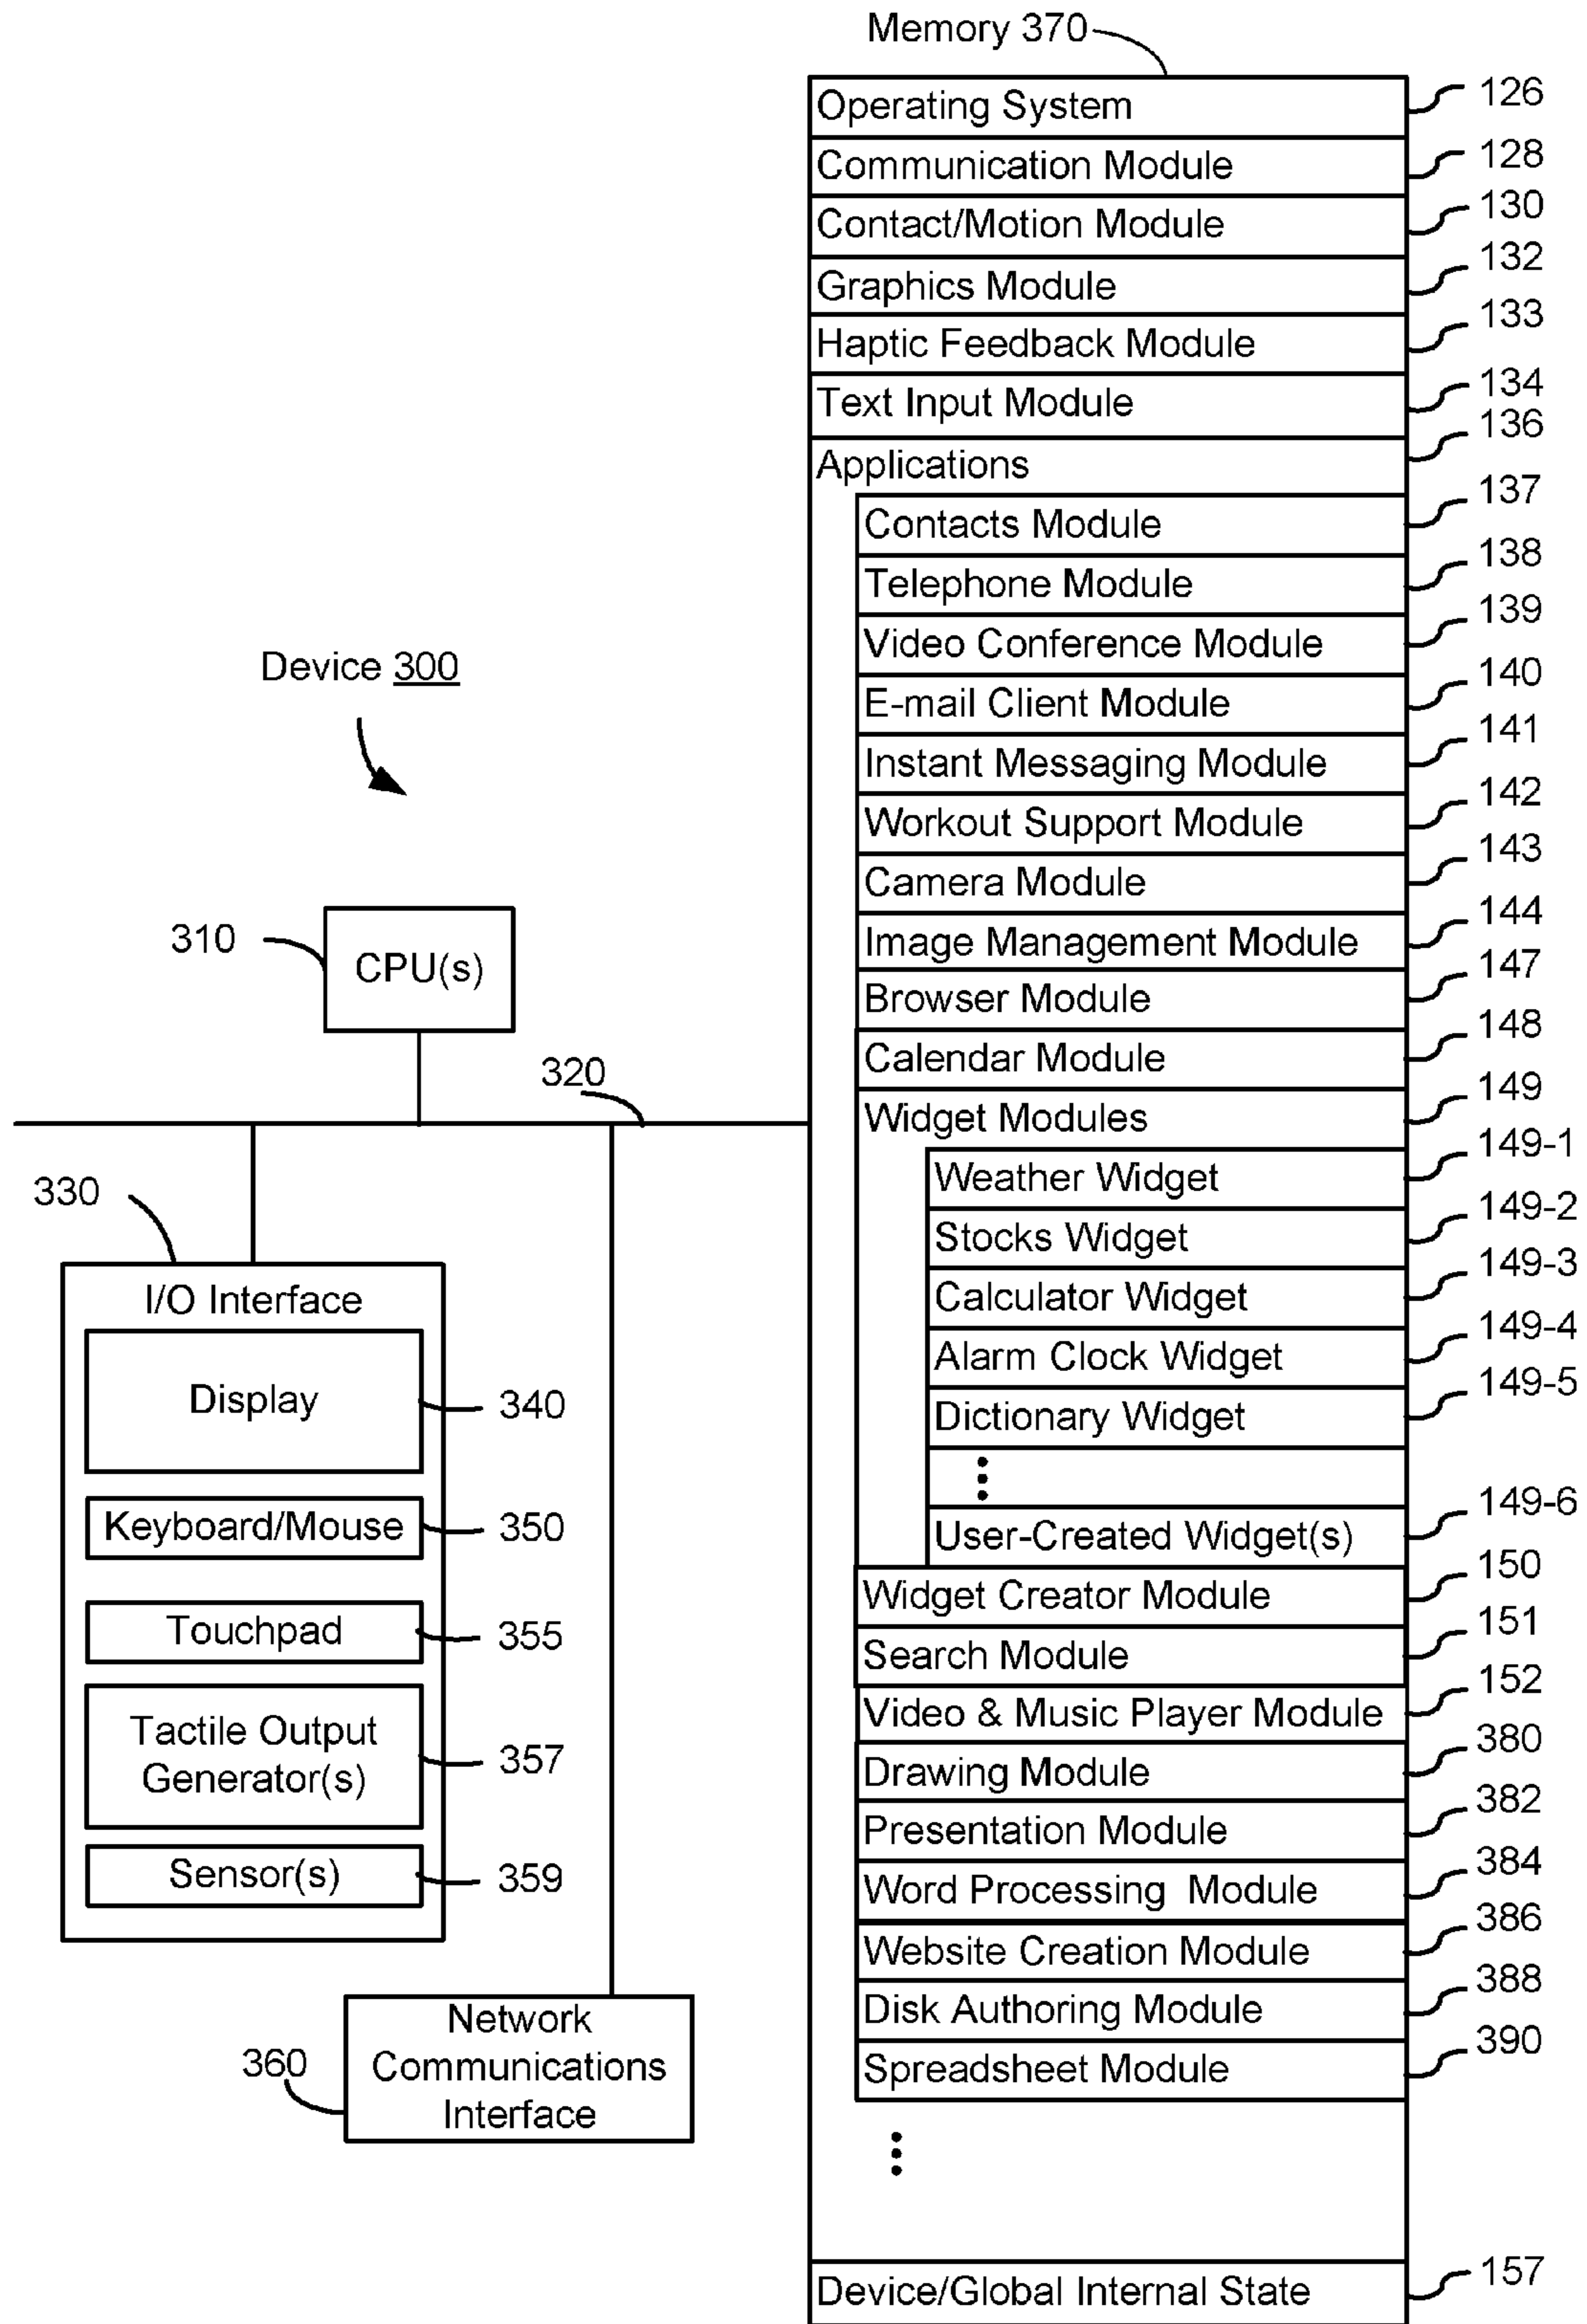 Memory 370
Operating System 126
Communication Module 128
Contact/Motion Module 130
Graphics Module 132
Haptic Feedback Module 133
Text Input Module 134
Applications 136
Contacts Module 137
Telephone Module 138
Video Conference Module 139
E-mail Client Module 140
Instant Messaging Module 141
Workout Support Module 142
Camera Module 143
Image Management Module 144
Browser Module 147
Calendar Module 148
Widget Modules 149
Weather Widget 149-1
Stocks Widget 149-2
Calculator Widget 149-3
Alarm Clock Widget 149-4
Dictionary Widget 149-5
User-Created Widget(s) 149-6
Widget Creator Module 150
Search Module 151
Video & Music Player Module 152
Drawing Module 380
Presentation Module 382
Word Processing Module 384
Website Creation Module 386
Disk Authoring Module 388
Spreadsheet Module 390
Device/Global Internal State 157
Device 300
310
CPU(s)
320
330
I/O Interface
Display 340
Keyboard/Mouse 350
Touchpad 355
Tactile Output
Generator(s) 357
Sensor(s) 359
360
Network
Communications
Interface